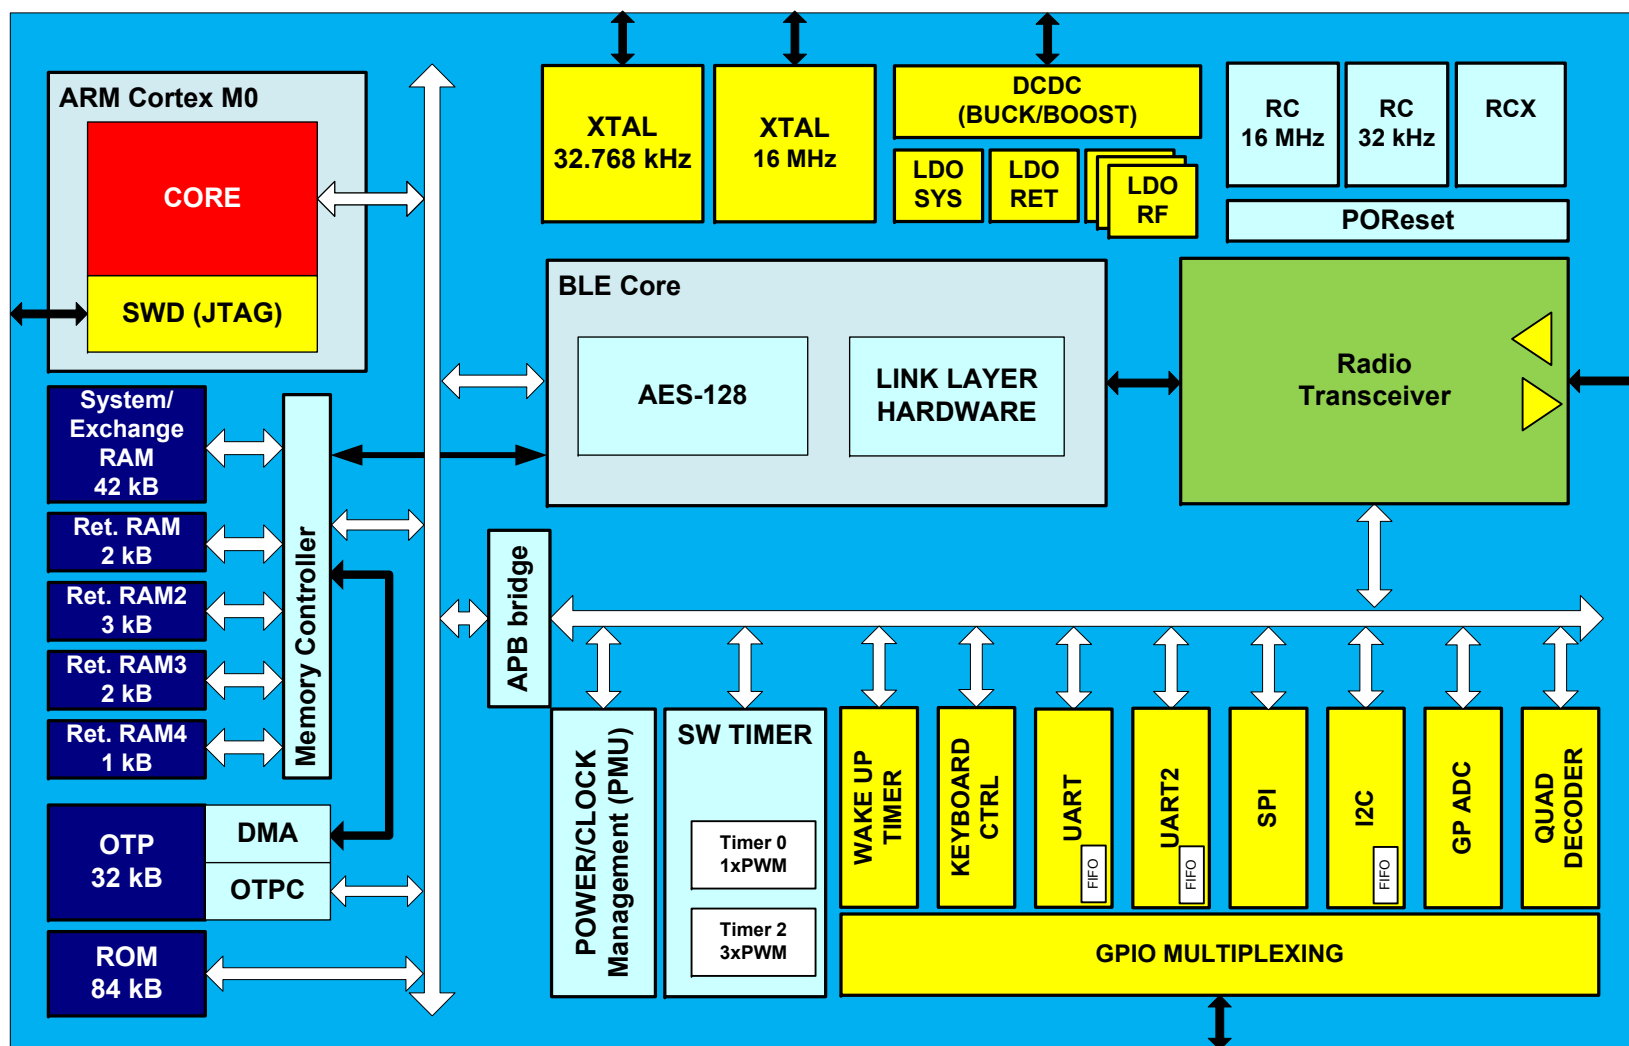 ARM Cortex M0
CORE
SWD (JTAG)
XTAL
32.768 kHz
XTAL
16 MHz
DCDC
(BUCK/BOOST)
LDO
SYS
LDO
RET
LDO
RF
RC
16 MHz
RC
32 kHz
RCX
POReset
BLE Core
AES-128
LINK LAYER
HARDWARE
Radio
Transceiver
System/
Exchange
RAM
42 kB
Ret. RAM
2 kB
Ret. RAM2
3 kB
Ret. RAM3
2 kB
Ret. RAM4
1 kB
Memory Controller
OTP
32 kB
DMA
OTPC
ROM
84 kB
APB bridge
POWER/CLOCK
Management (PMU)
SW TIMER
Timer 0
1xPWM
Timer 2
3xPWM
WAKE UP
TIMER
KEYBOARD
CTRL
UART
FIFO
UART2
FIFO
SPI
I2C
FIFO
GP ADC
QUAD
DECODER
GPIO MULTIPLEXING